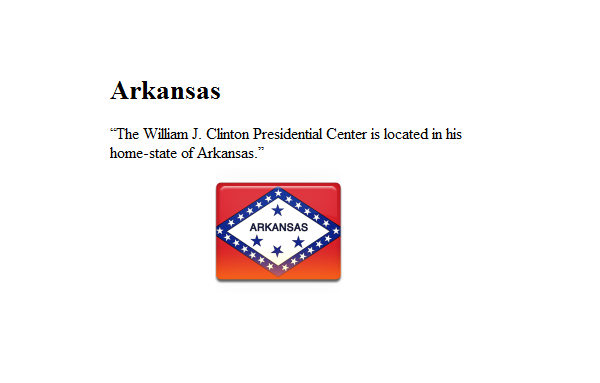 Arkansas
“The William J. Clinton Presidential Center is located in his
home-state of Arkansas.”
ARKANSAS